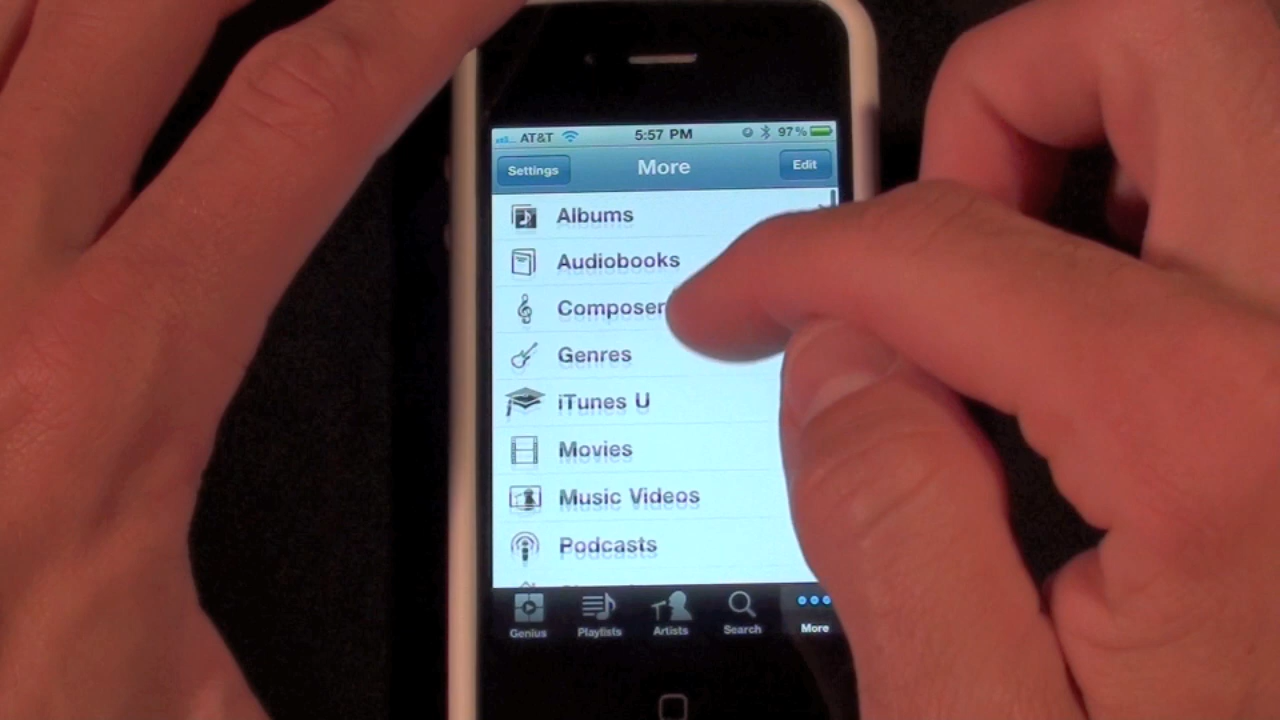 AT&T 5:57 PM 97%
Settings More Edit
Albums
Audiobooks
Composer
Genres
iTunes U
Movies
Music Videos
Podcasts
Genius Playlists Artists Search More